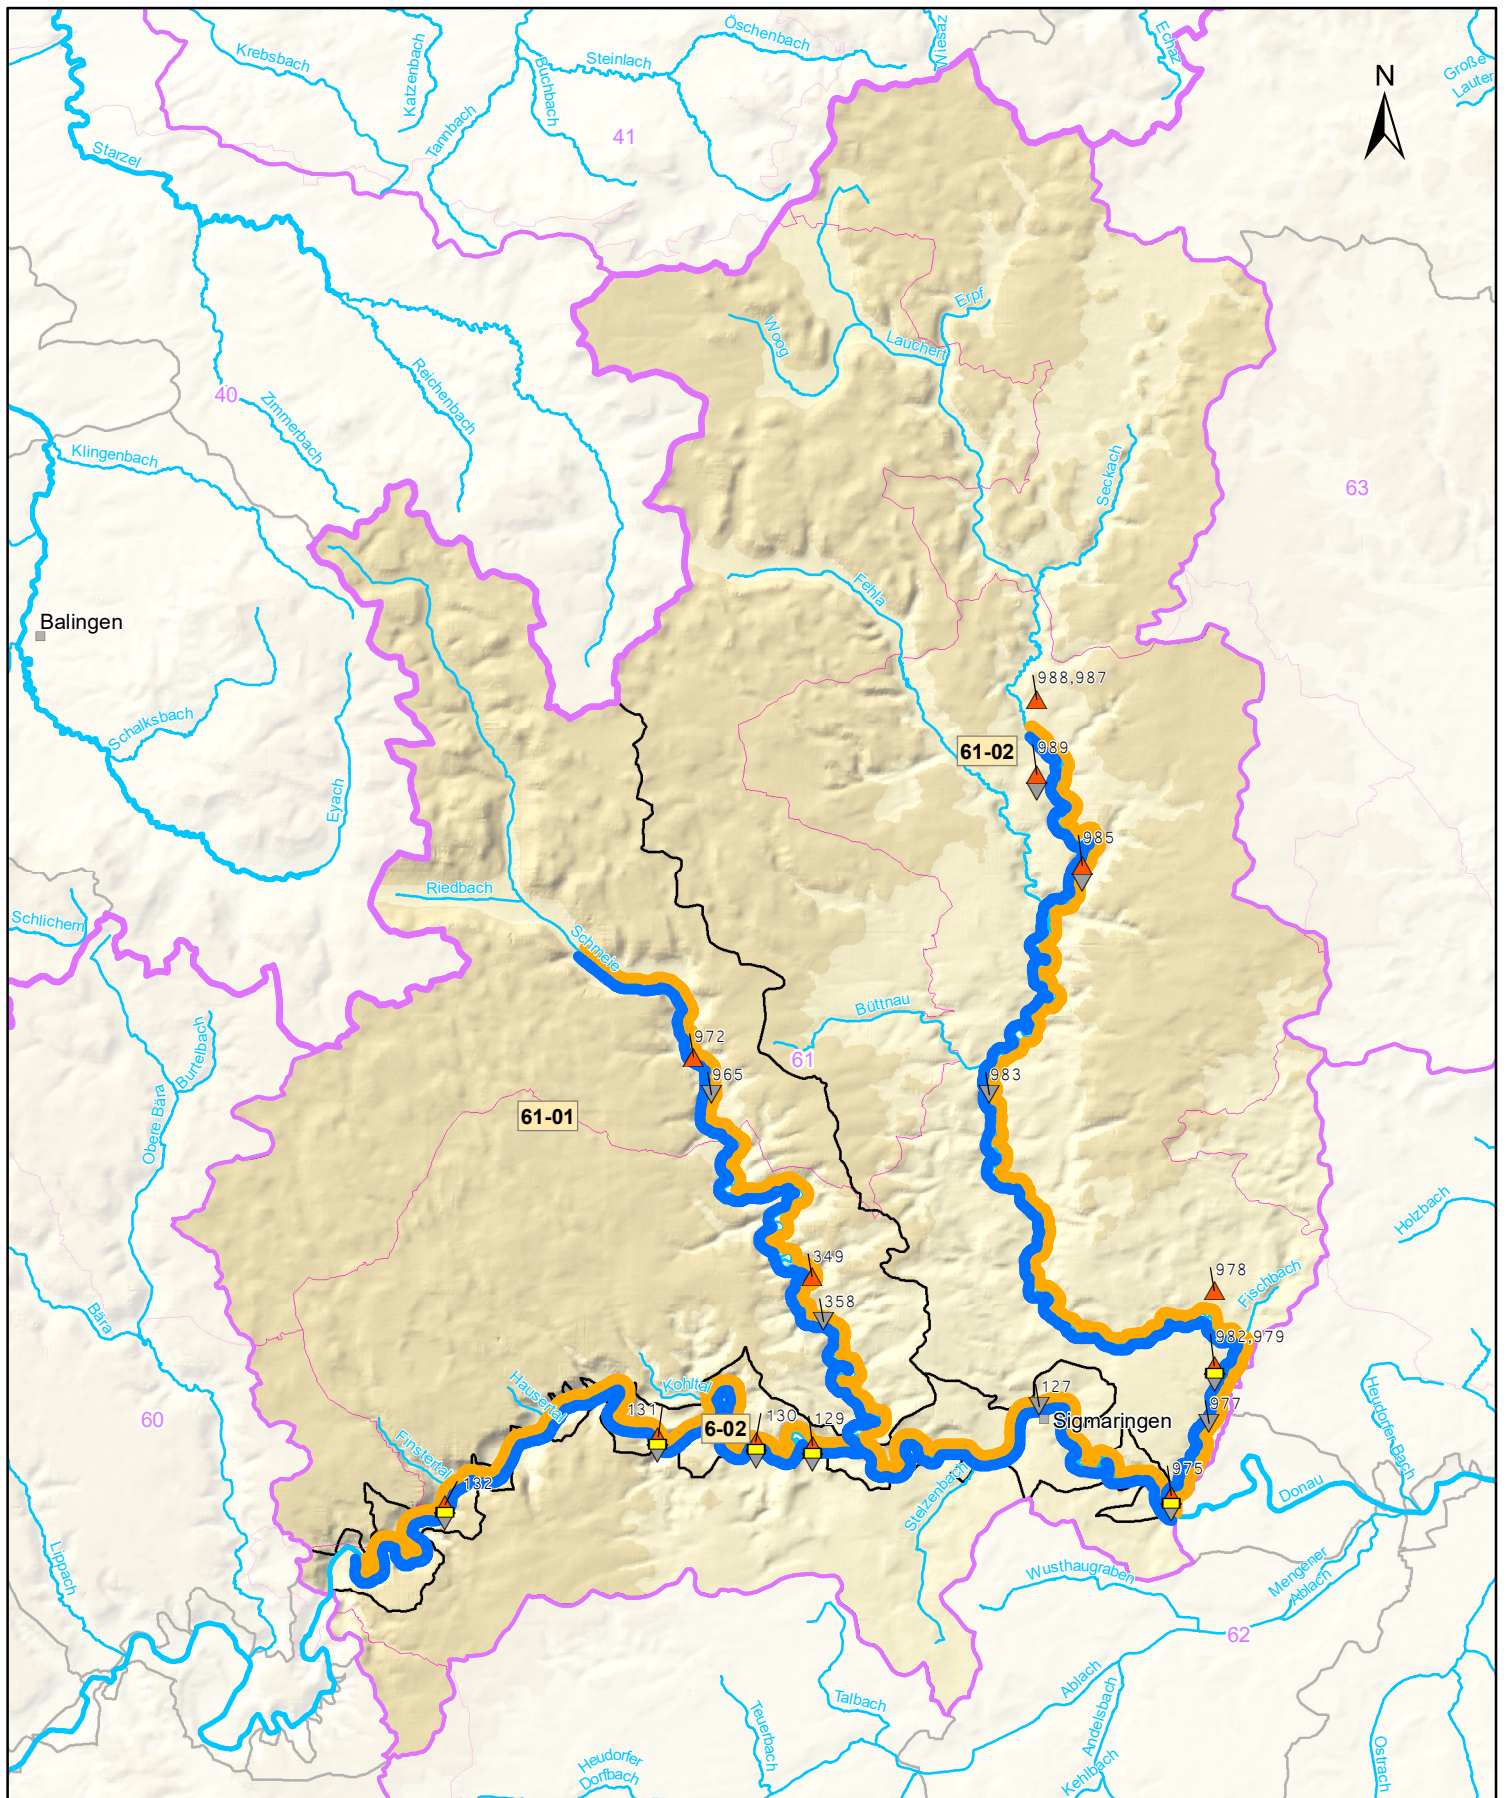 Krebsbach
Katzenbach
Buchbach
Steinlach
Öschenbach
Wiesaz
Echaz
Große
Lauter
N
Tannbach
41
Starzel
Woog
Erpf
Lauchert
40
Zimmerbach
Reichenbach
Klingenbach
Seckach
63
Balingen
Fehla
988,987
61-02
989
Schalksbach
Eyach
985
Riedbach
Schlichem
Schmeie
Büttnau
Burtelbach
Obere Bära
972
61
965
983
61-01
Holzbach
349
978
Fischbach
358
Bära
982,979
Hausertal
Kohltal
127
977
60
131
6-02
130
129
Sigmaringen
Heudorfer Bach
Finstertal
132
975
Stelzenbach
Donau
Lippach
Wusthaugraben
Mengener
Ablach
62
Ablach
Talbach
Teuerbach
Andelsbach
Kehlbach
Ostrach
Heudorfer
Dorfbach